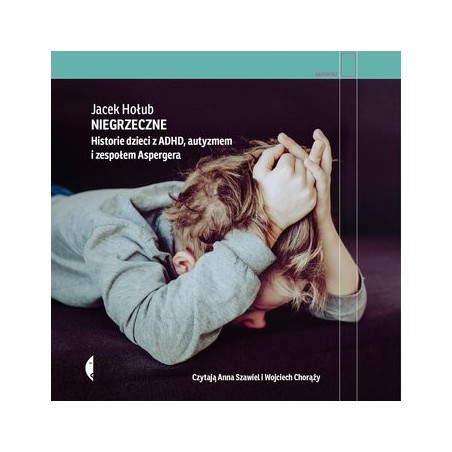 Jacek Hołub
NIEGRZECZNE
Historie dzieci z ADHD, autyzmem
i zespołem Aspergera
Czytają Anna Szawiel i Wojciech Chorąży